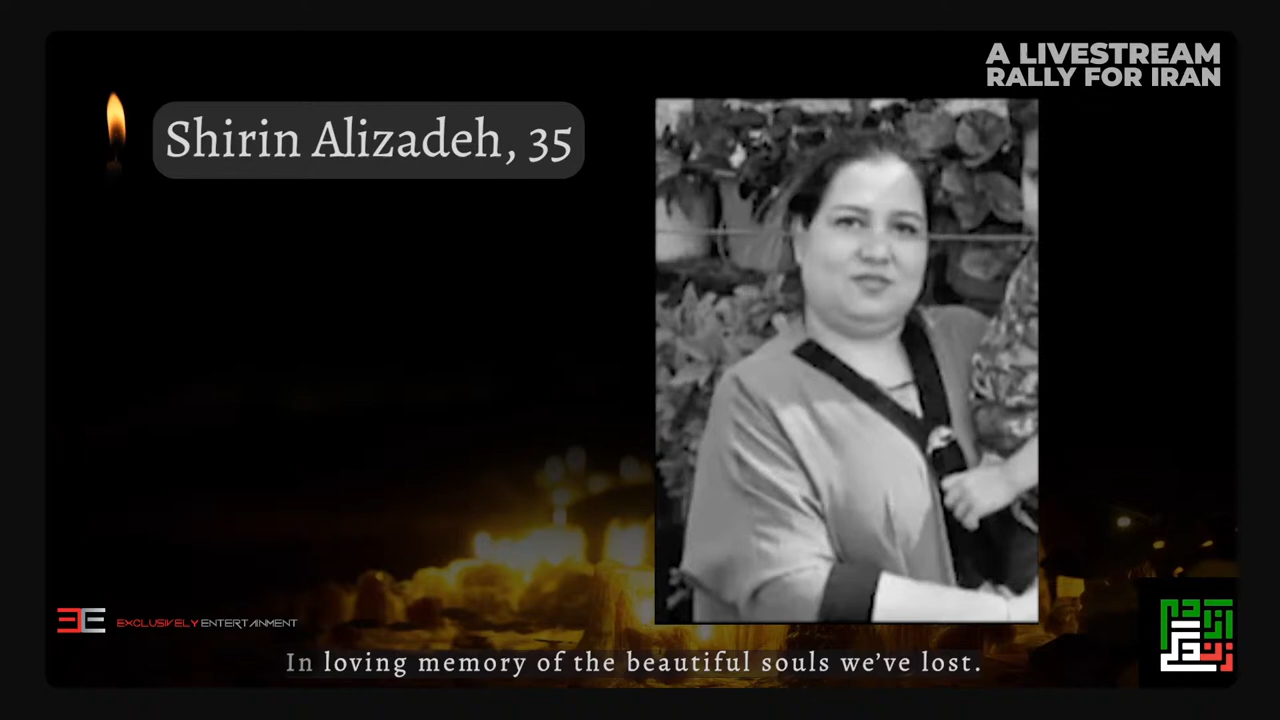 A LIVESTREAM
RALLY FOR IRAN
Shirin Alizadeh, 35
EXCLUSIVELY ENTERTAINMENT
In loving memory of the beautiful souls we’ve lost.